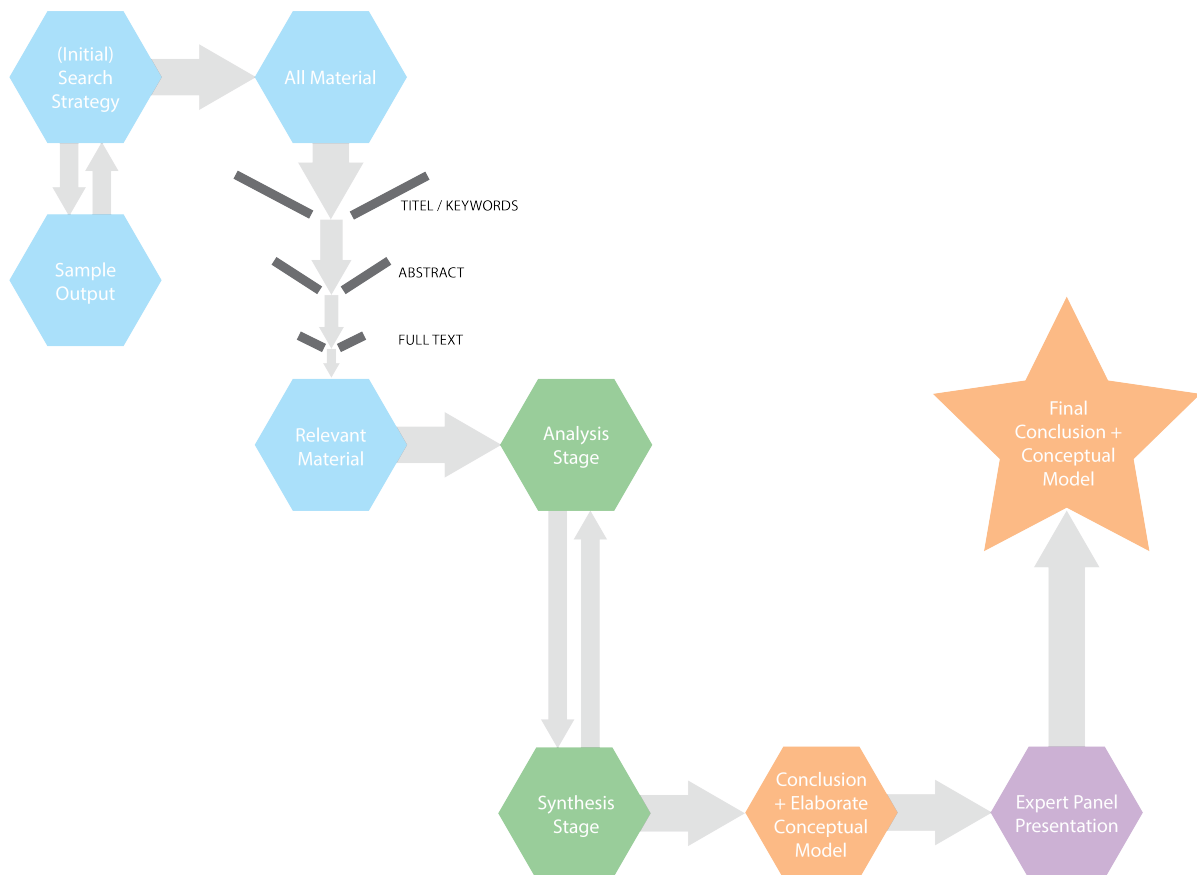 (Initial)
Search
Strategy
All Material
TITEL / KEYWORDS
Sample
Output
ABSTRACT
FULL TEXT
Relevant
Material
Analysis
Stage
Final
Conclusion +
Conceptual
Model
Synthesis
Stage
Conclusion
+ Elaborate
Conceptual
Model
Expert Panel
Presentation